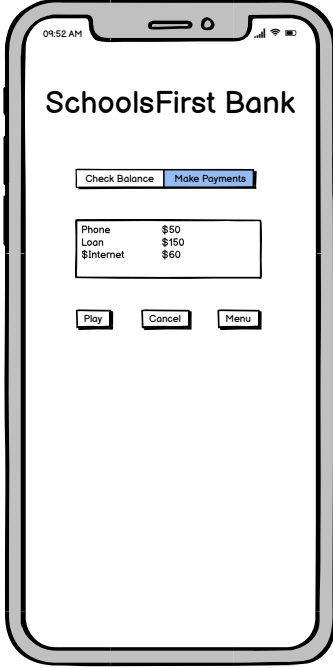 09:52 AM
SchoolsFirst Bank
Check Balance Make Payments
Phone $50
Loan $150
$Internet $60
Play Cancel Menu